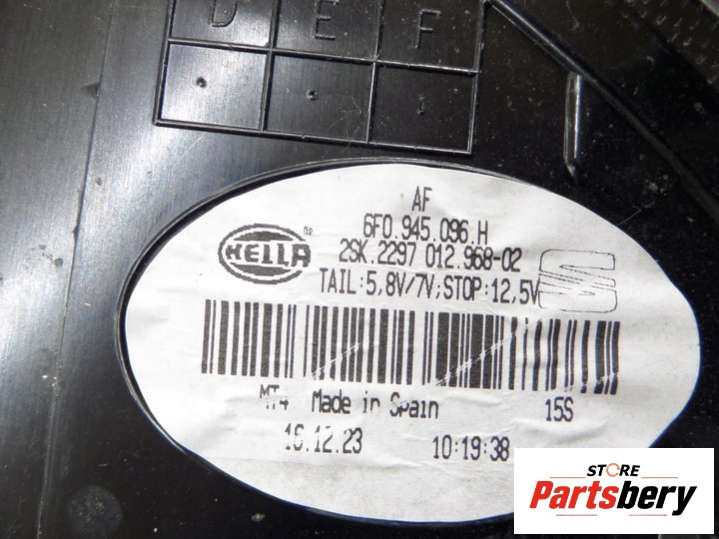 D E F
AF
HELLA
6F0.945.096.H
2SK.2297 012.968-02
TAIL:5,8V/7V;STOP:12,5V
MT4 Made in Spain 15S
16.12.23 10:19:38
STORE
Partsbery